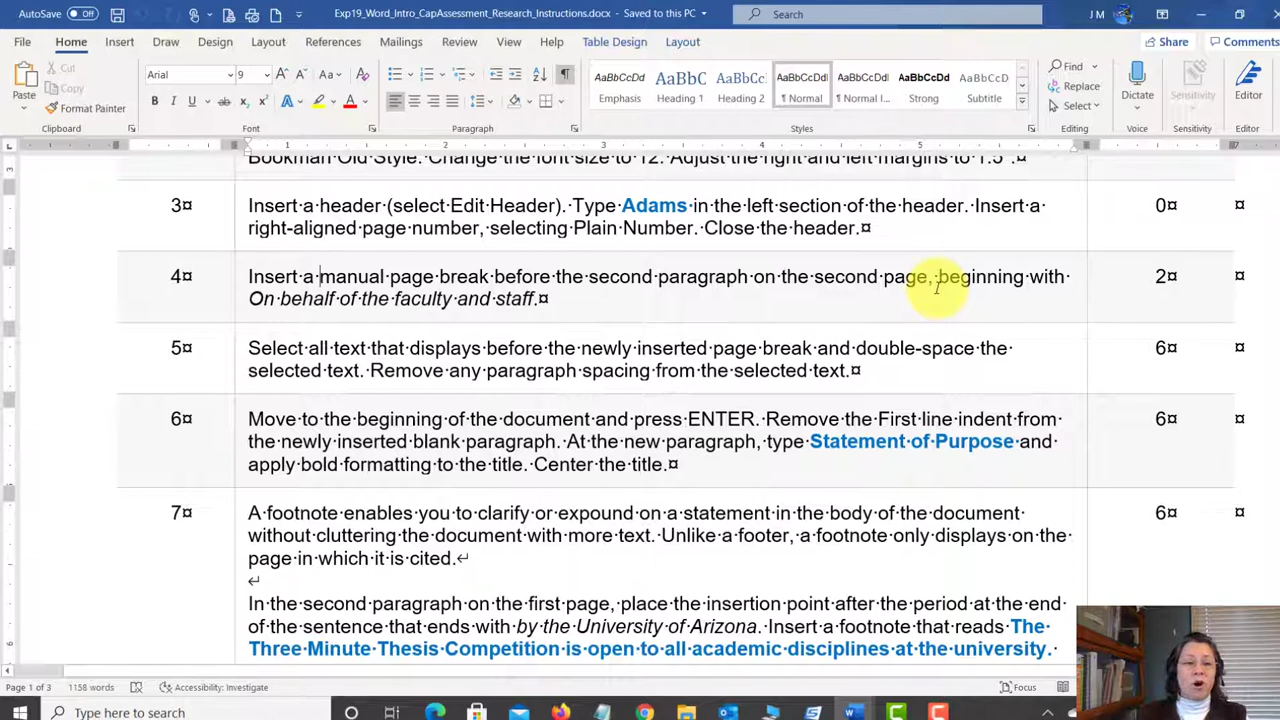 AutoSave Off Exp19_Word_Intro_CapAssessment_Research_Instructions.docx - Saved to this PC Search J M
File Home Insert Draw Design Layout References Mailings Review View Help Table Design Layout Share Comments
Paste Cut Copy Format Painter Arial 9 Emphasis Heading 1 Heading 2 ¶ Normal ¶ Normal I... Strong Subtitle Find Replace Select Dictate Sensitivity Editor
Clipboard Font Paragraph Styles Editing Voice Sensitivity Editor
Bookman·Old·Style.·Change·the·font·size·to·12.·Adjust·the·right·and·left·margins·to·1.5".¤
3¤ Insert·a·header·(select·Edit·Header).·Type·Adams·in·the·left·section·of·the·header.·Insert·a· 0¤ ¤
right-aligned·page·number,·selecting·Plain·Number.·Close·the·header.¤
4¤ Insert·a·manual·page·break·before·the·second·paragraph·on·the·second·page,·beginning·with· 2¤ ¤
On·behalf·of·the·faculty·and·staff.¤
5¤ Select·all·text·that·displays·before·the·newly·inserted·page·break·and·double-space·the· 6¤ ¤
selected·text.·Remove·any·paragraph·spacing·from·the·selected·text.¤
6¤ Move·to·the·beginning·of·the·document·and·press·ENTER.·Remove·the·First·line·indent·from· 6¤ ¤
the·newly·inserted·blank·paragraph.·At·the·new·paragraph,·type·Statement·of·Purpose·and·
apply·bold·formatting·to·the·title.·Center·the·title.¤
7¤ A·footnote·enables·you·to·clarify·or·expound·on·a·statement·in·the·body·of·the·document· 6¤ ¤
without·cluttering·the·document·with·more·text.·Unlike·a·footer,·a·footnote·only·displays·on·the·
page·in·which·it·is·cited.↵
↵
In·the·second·paragraph·on·the·first·page,·place·the·insertion·point·after·the·period·at·the·end·
of·the·sentence·that·ends·with·by·the·University·of·Arizona.·Insert·a·footnote·that·reads·The·
Three·Minute·Thesis·Competition·is·open·to·all·academic·disciplines·at·the·university.·
Page 1 of 3 1158 words Accessibility: Investigate Focus
Type here to search